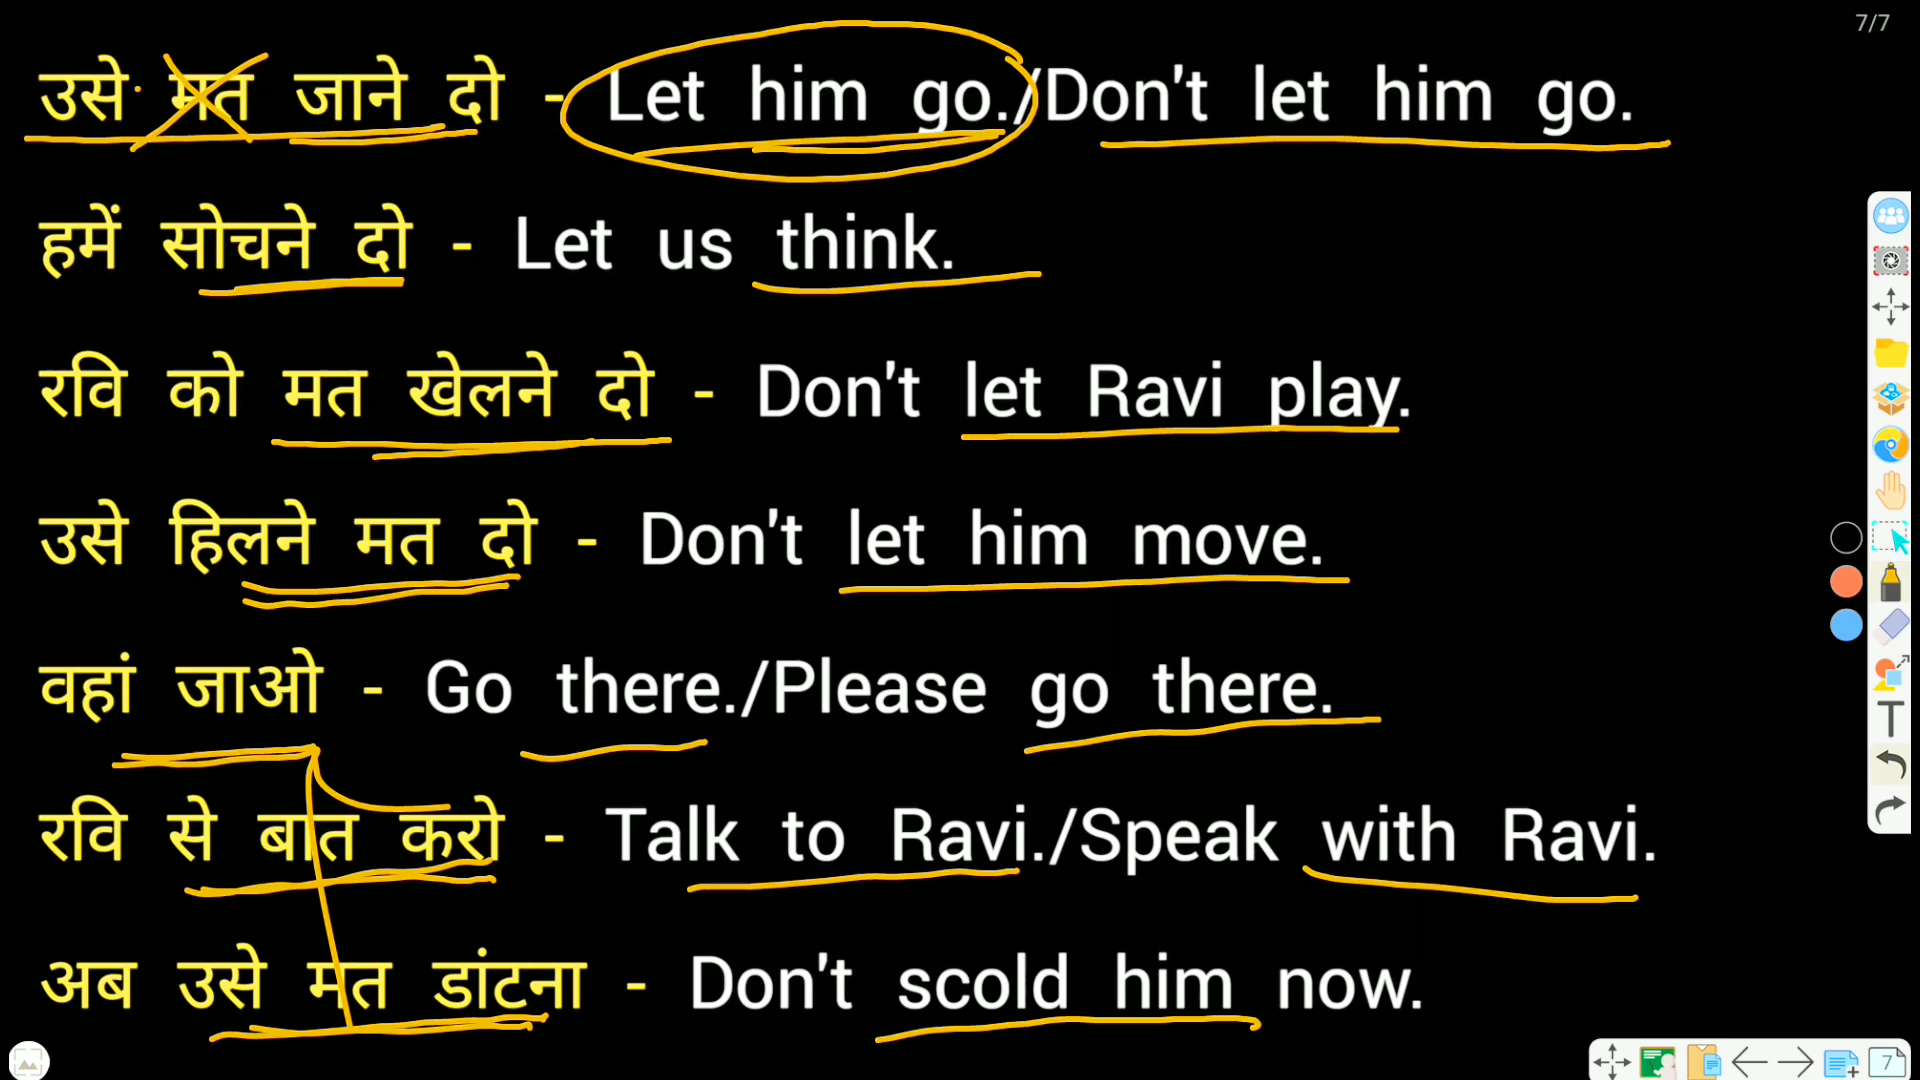 7/7
उसे मत जाने दो - Let him go./Don't let him go.
हमें सोचने दो - Let us think.
रवि को मत खेलने दो - Don't let Ravi play.
उसे हिलने मत दो - Don't let him move.
वहां जाओ - Go there./Please go there.
रवि से बात करो - Talk to Ravi./Speak with Ravi.
अब उसे मत डांटना - Don't scold him now.
T
7